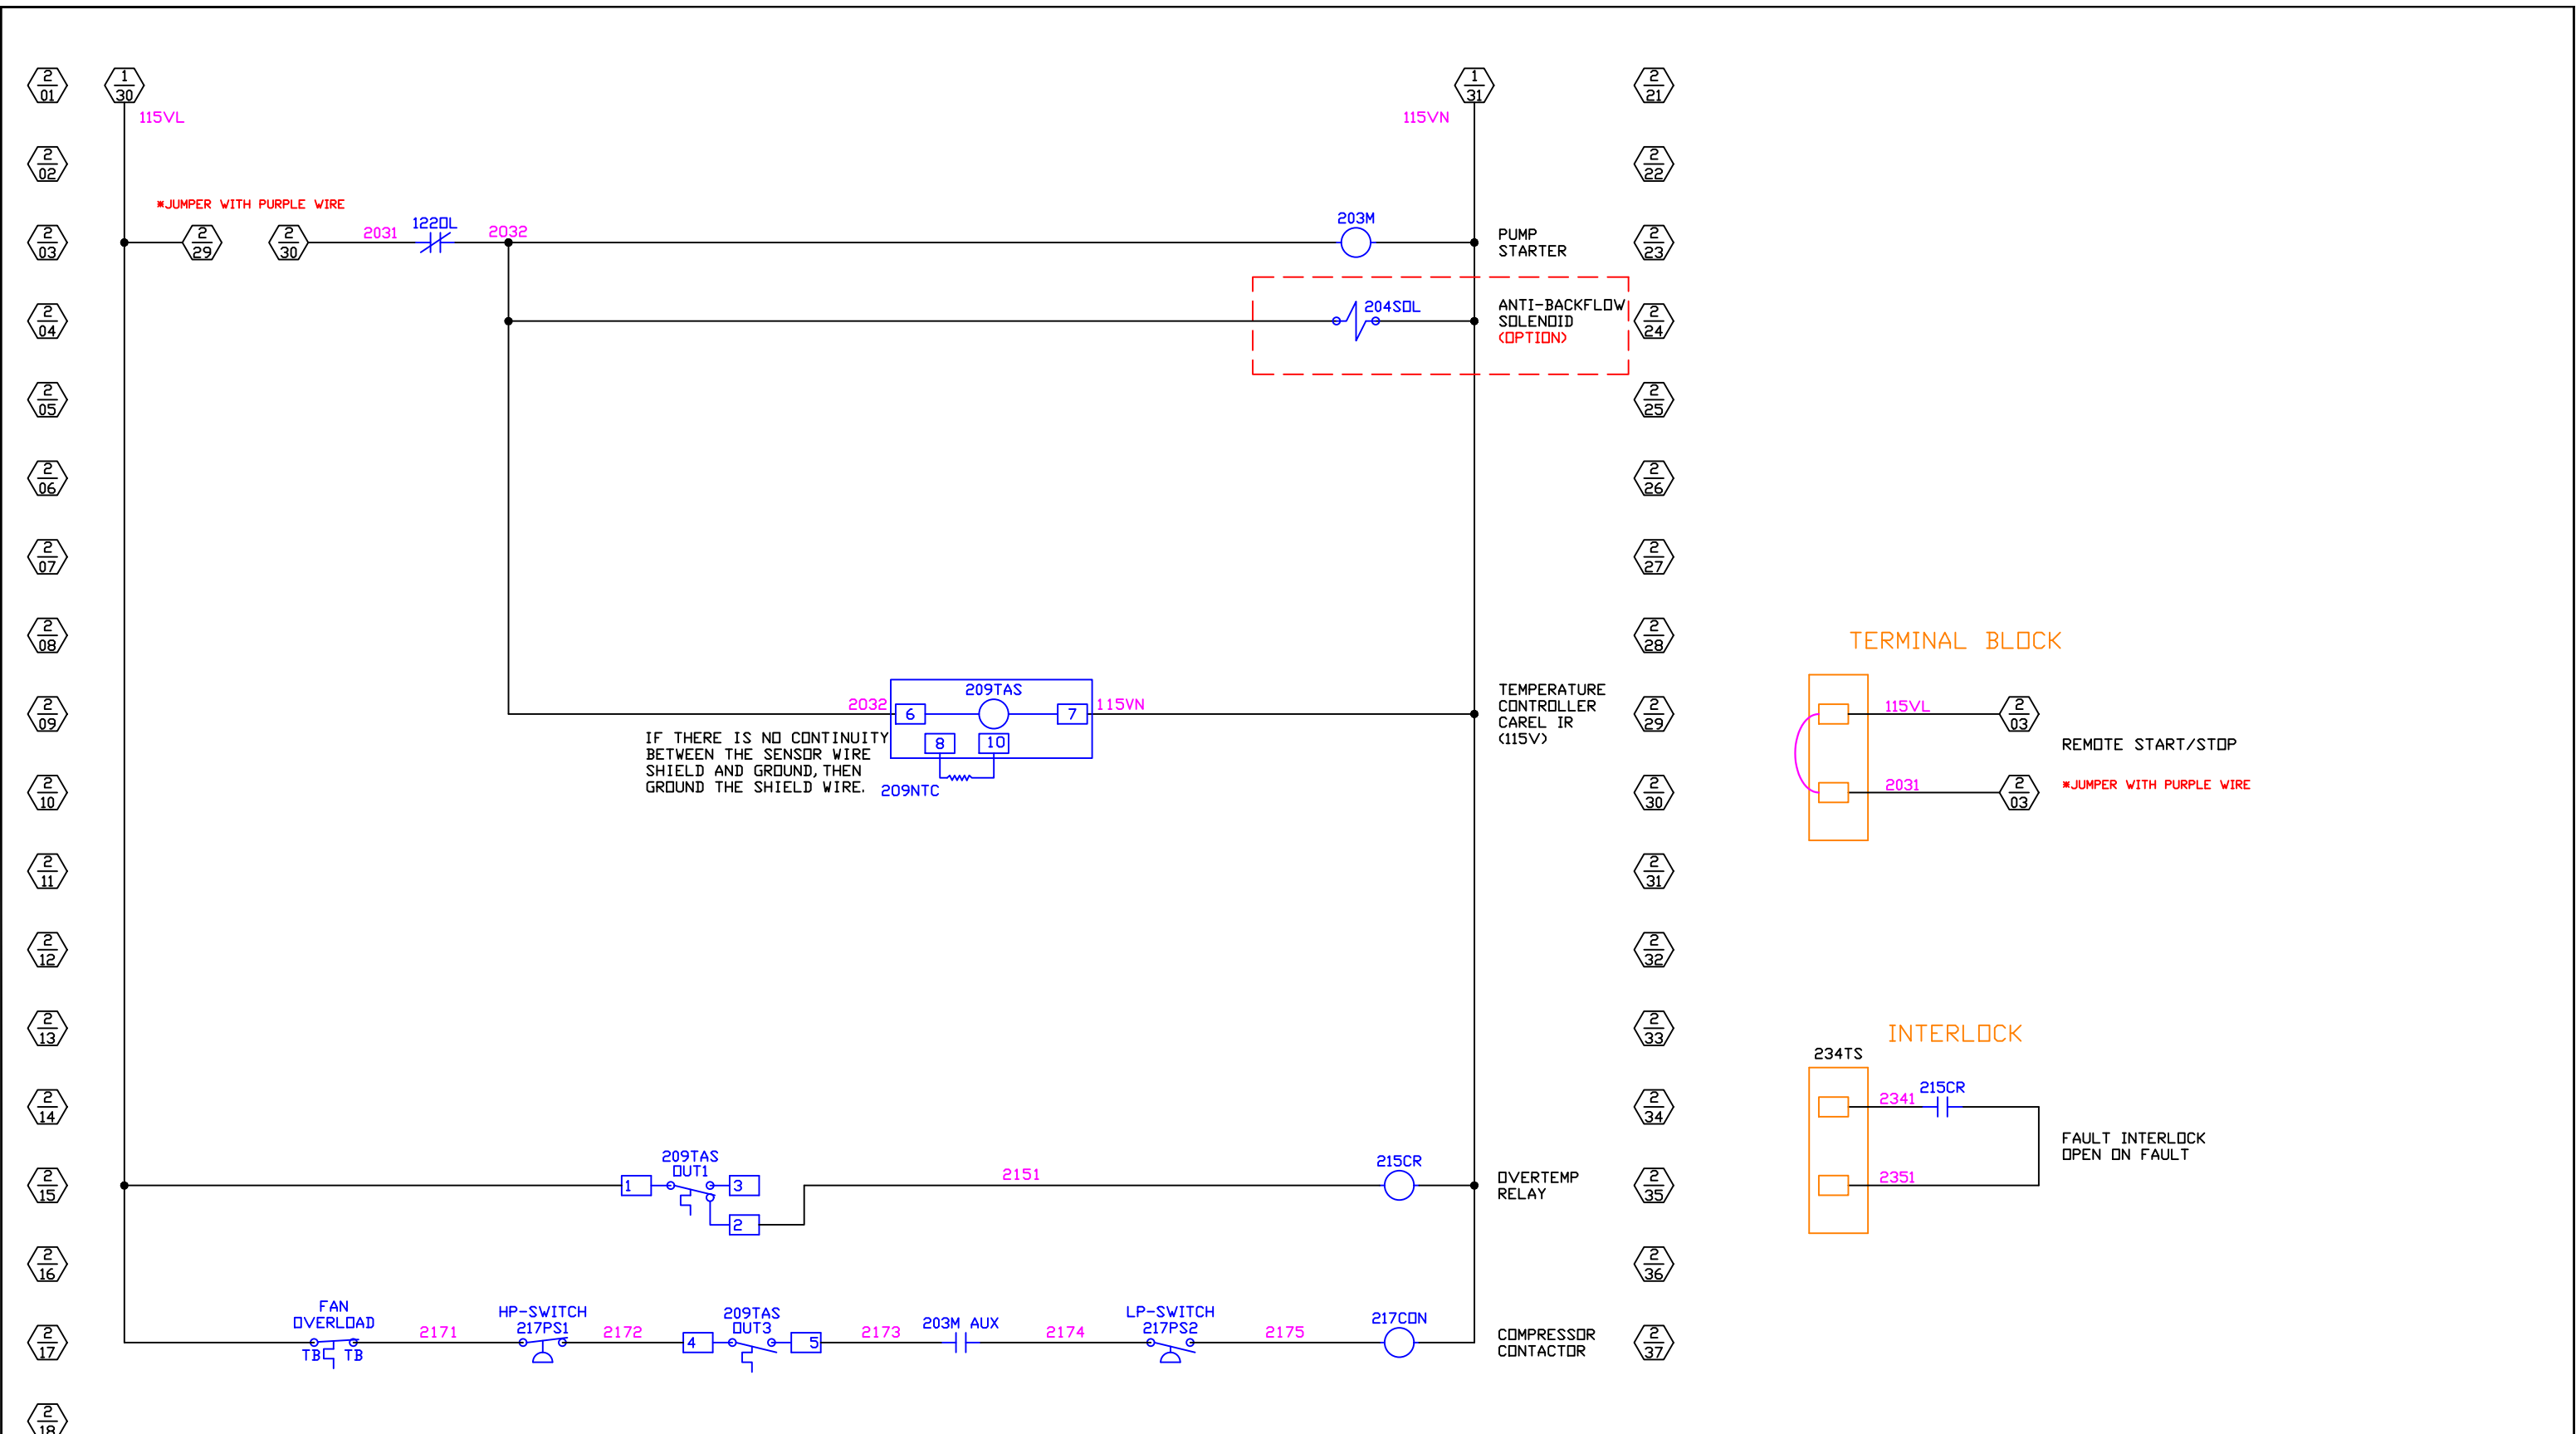 2
01
1
30
1
31
2
21
115VL
115VN
2
02
2
22
*JUMPER WITH PURPLE WIRE
2
03
2
29
2
30
2031
122OL
2032
203M
PUMP
STARTER
2
23
2
04
204SOL
ANTI-BACKFLOW
SOLENOID
(OPTION)
2
24
2
05
2
25
2
06
2
26
2
07
2
27
2
08
2
28
TERMINAL BLOCK
2
09
2032
209TAS
6
7
8
10
115VN
TEMPERATURE
CONTROLLER
CAREL IR
(115V)
2
29
115VL
2
03
IF THERE IS NO CONTINUITY
BETWEEN THE SENSOR WIRE
SHIELD AND GROUND, THEN
GROUND THE SHIELD WIRE.
209NTC
REMOTE START/STOP
2
10
2
30
2031
2
03
*JUMPER WITH PURPLE WIRE
2
11
2
31
2
12
2
32
2
13
2
33
INTERLOCK
234TS
2
14
2
34
2341
215CR
FAULT INTERLOCK
OPEN ON FAULT
2
15
209TAS
OUT1
1
3
2
2151
215CR
OVERTEMP
RELAY
2
35
2351
2
16
2
36
2
17
FAN
OVERLOAD
TB
TB
2171
HP-SWITCH
217PS1
2172
209TAS
OUT3
4
5
2173
203M AUX
2174
LP-SWITCH
217PS2
2175
217CON
COMPRESSOR
CONTACTOR
2
37
2
18